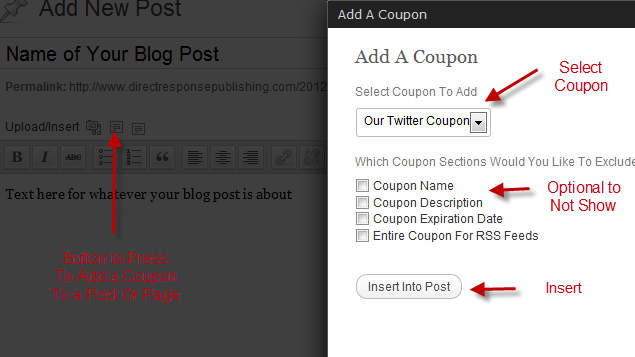 Add New Post
Name of Your Blog Post
Permalink: http://www.directresponsepublishing.com/2012
Upload/Insert
B I ABC
Text here for whatever your blog post is about
Button to Press
To Add a Coupon
To a Post Or Page
Add A Coupon
Add A Coupon
Select Coupon To Add
Our Twitter Coupon
Select
Coupon
Which Coupon Sections Would You Like To Exclude
Coupon Name
Coupon Description
Coupon Expiration Date
Entire Coupon For RSS Feeds
Optional to
Not Show
Insert Into Post
Insert